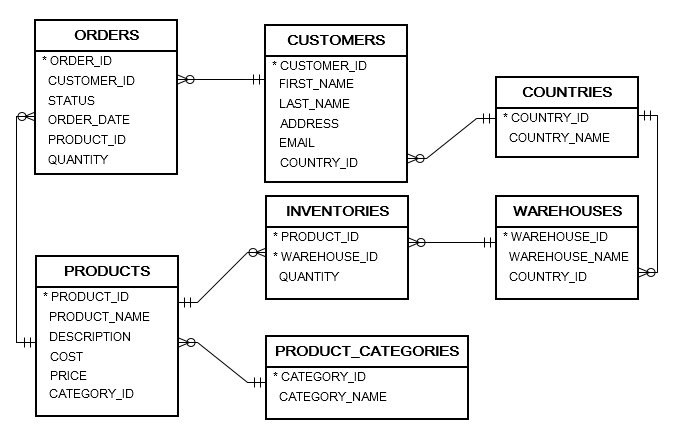 ORDERS
* ORDER_ID
CUSTOMER_ID
STATUS
ORDER_DATE
PRODUCT_ID
QUANTITY
CUSTOMERS
* CUSTOMER_ID
FIRST_NAME
LAST_NAME
ADDRESS
EMAIL
COUNTRY_ID
COUNTRIES
* COUNTRY_ID
COUNTRY_NAME
INVENTORIES
* PRODUCT_ID
* WAREHOUSE_ID
QUANTITY
WAREHOUSES
* WAREHOUSE_ID
WAREHOUSE_NAME
COUNTRY_ID
PRODUCTS
* PRODUCT_ID
PRODUCT_NAME
DESCRIPTION
COST
PRICE
CATEGORY_ID
PRODUCT_CATEGORIES
* CATEGORY_ID
CATEGORY_NAME